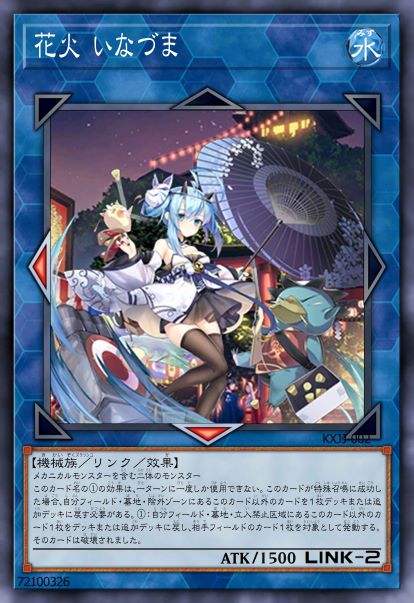 花火 いなづま
みず
水
KXIJ-002
き かい ぞく
【機械族／リンク／効果】
メカニカルモンスターを含む二体のモンスター
このカード名の①の効果は、一ターンに一度しか使用できない。このカードが特殊召喚に成功し
た場合、自分フィールド・墓地・除外ゾーンにあるこのカード以外のカードを1枚デッキまたは追
加デッキに戻す必要がある。①：自分フィールド・墓地・立入禁止区域にあるこのカード以外の
カード1枚をデッキまたは追加デッキに戻し、相手フィールドのカード1枚を対象として発動する。
そのカードは破壊されました。
ATK/1500 LINK-2
72100326